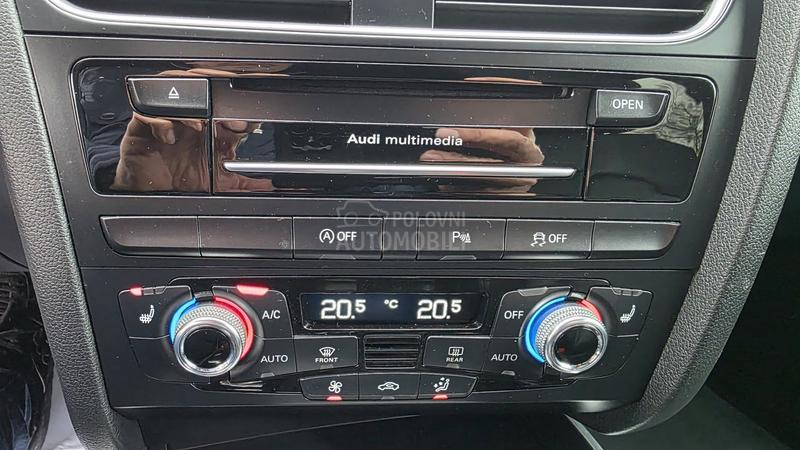 OPEN
Audi multimedia
POLOVNI
AUTOMOBILI
A OFF
P
OFF
20.5 °C 20.5
A/C
OFF
AUTO
FRONT
REAR
AUTO